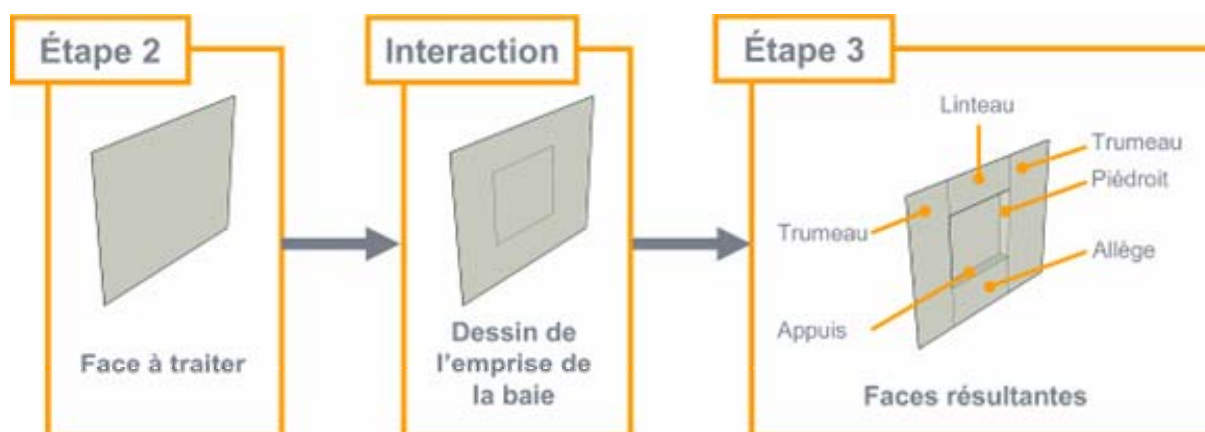 Étape 2
Interaction
Étape 3
Face à traiter
Dessin de
l'emprise de
la baie
Linteau
Trumeau
Piédroit
Trumeau
Allège
Appuis
Faces résultantes